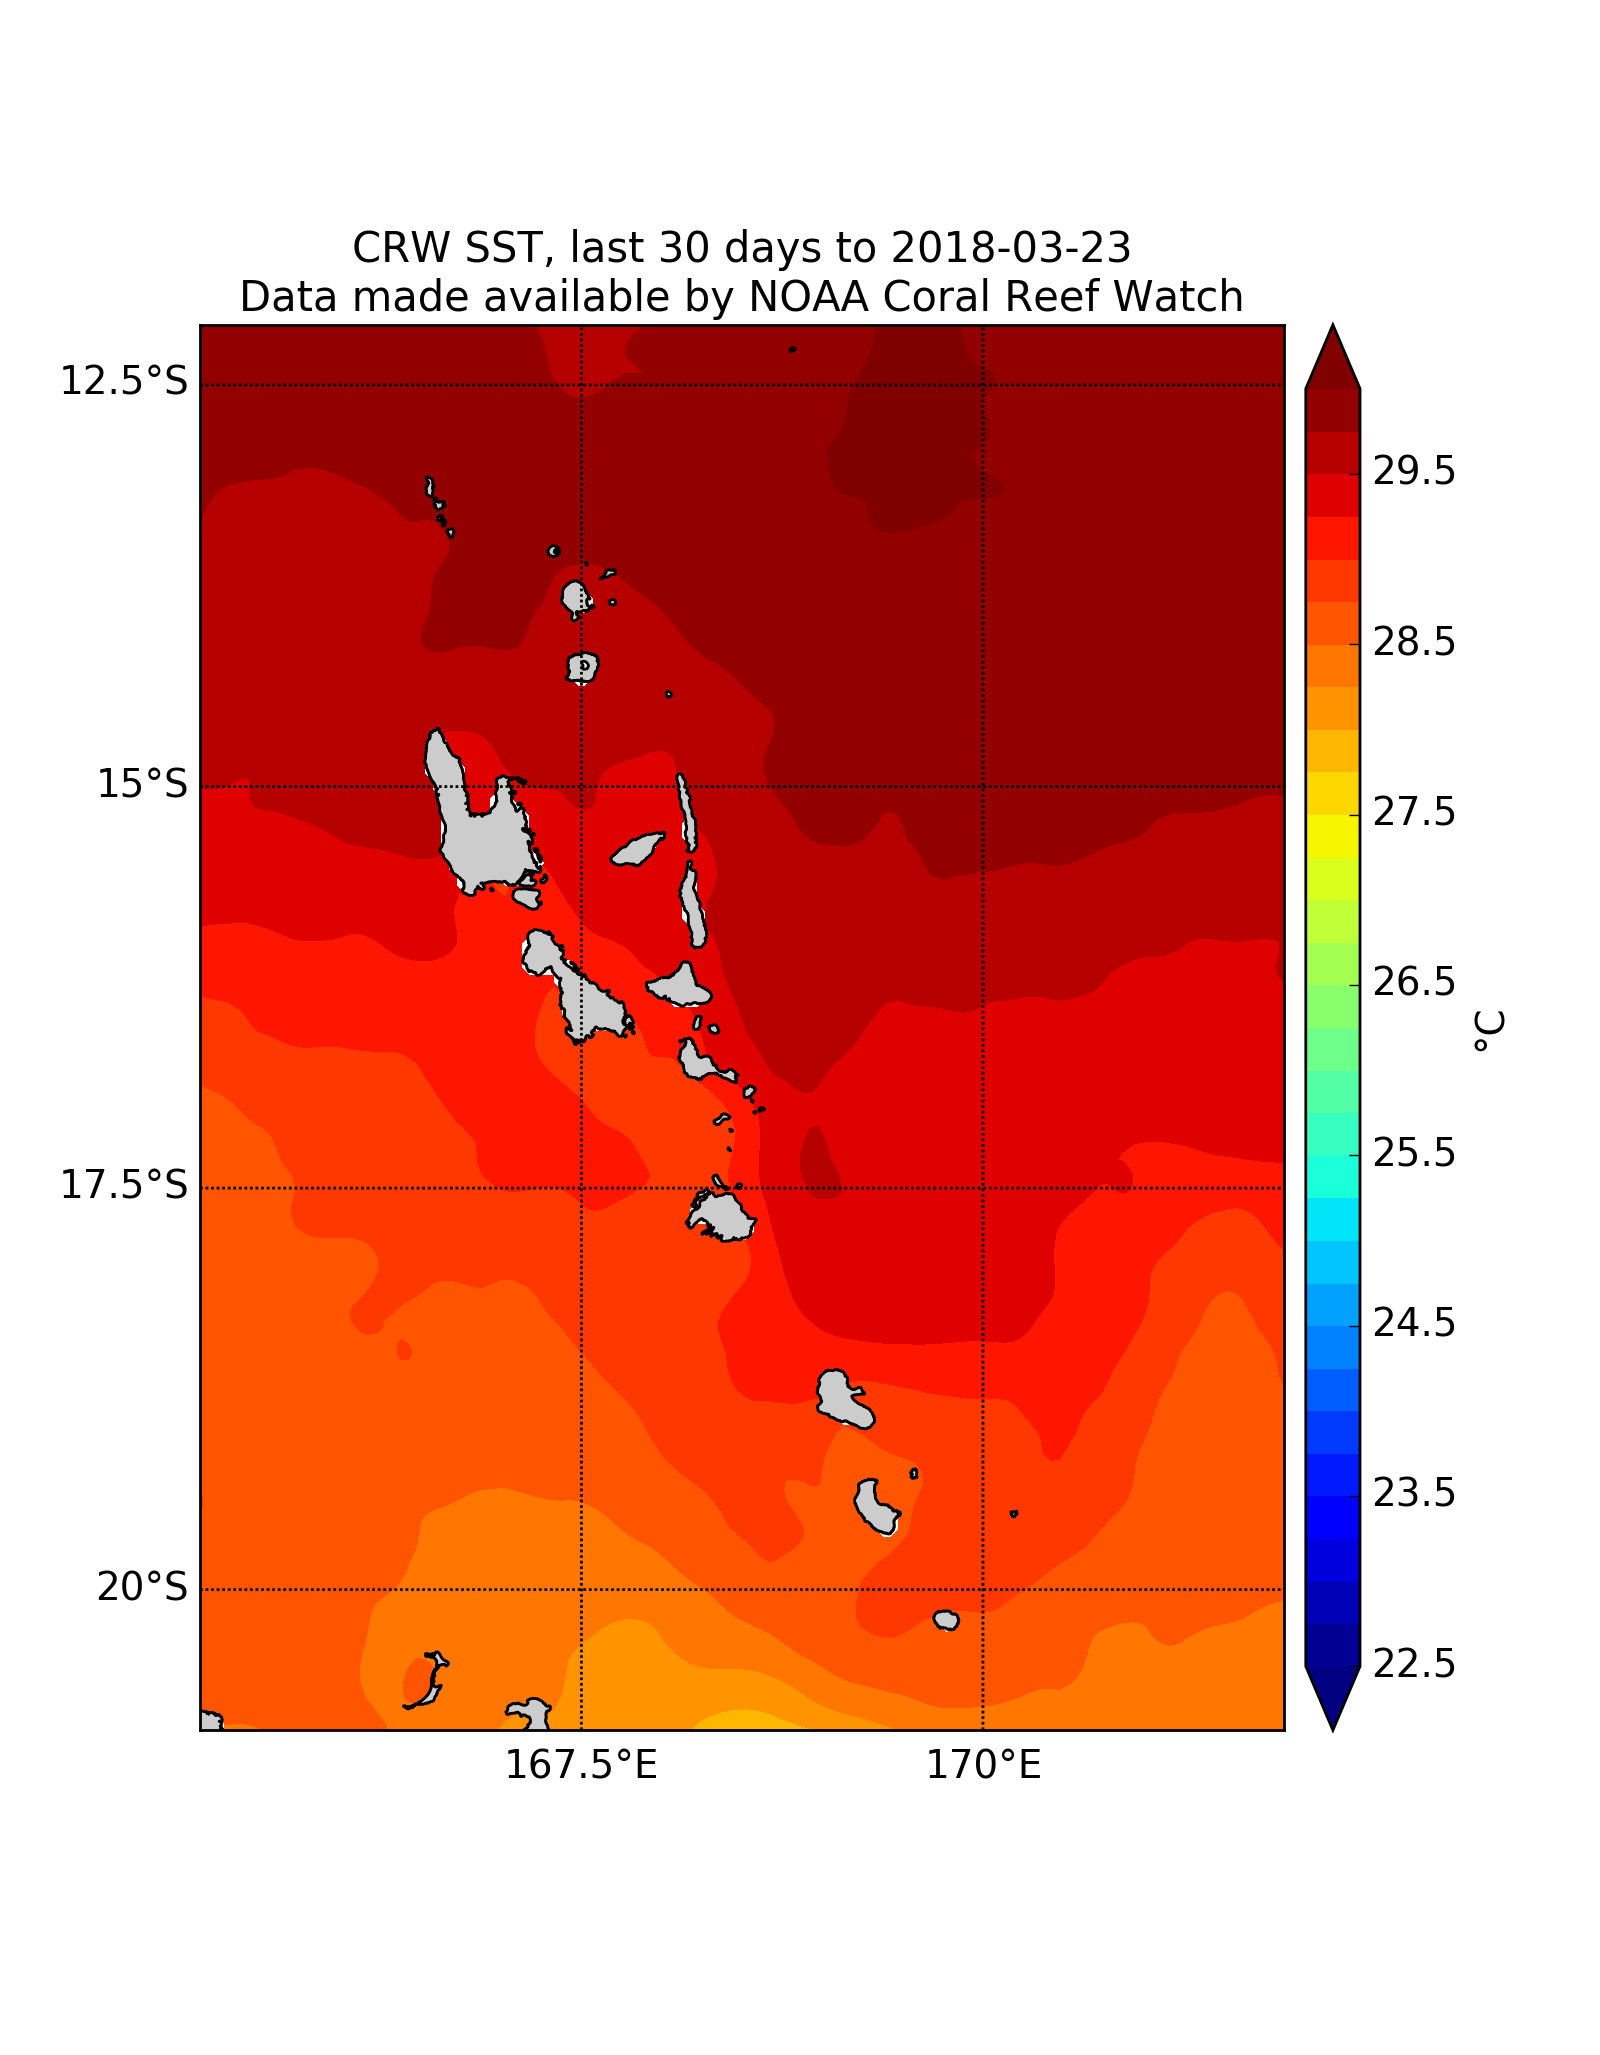 CRW SST, last 30 days to 2018-03-23
Data made available by NOAA Coral Reef Watch
12.5°S
15°S
17.5°S
20°S
167.5°E
170°E
29.5
28.5
27.5
26.5
25.5
24.5
23.5
22.5
°C